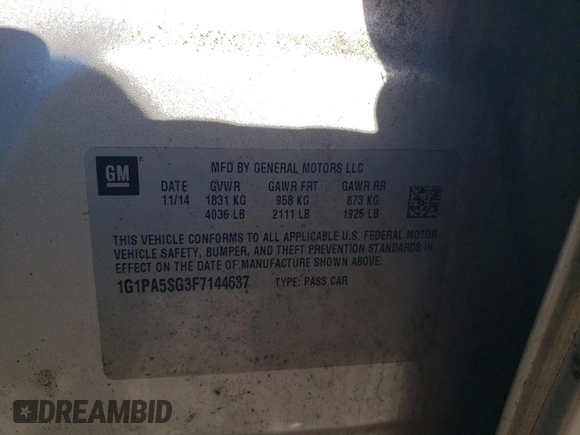 GM
MFD BY GENERAL MOTORS LLC
DATE GVWR GAWR FRT GAWR RR
11/14 1831 KG 958 KG 873 KG
4036 LB 2111 LB 1925 LB
THIS VEHICLE CONFORMS TO ALL APPLICABLE U.S. FEDERAL MOTOR
VEHICLE SAFETY, BUMPER, AND THEFT PREVENTION STANDARDS IN
EFFECT ON THE DATE OF MANUFACTURE SHOWN ABOVE.
1G1PA5SG3F7144637 TYPE: PASS CAR
DREAMBID